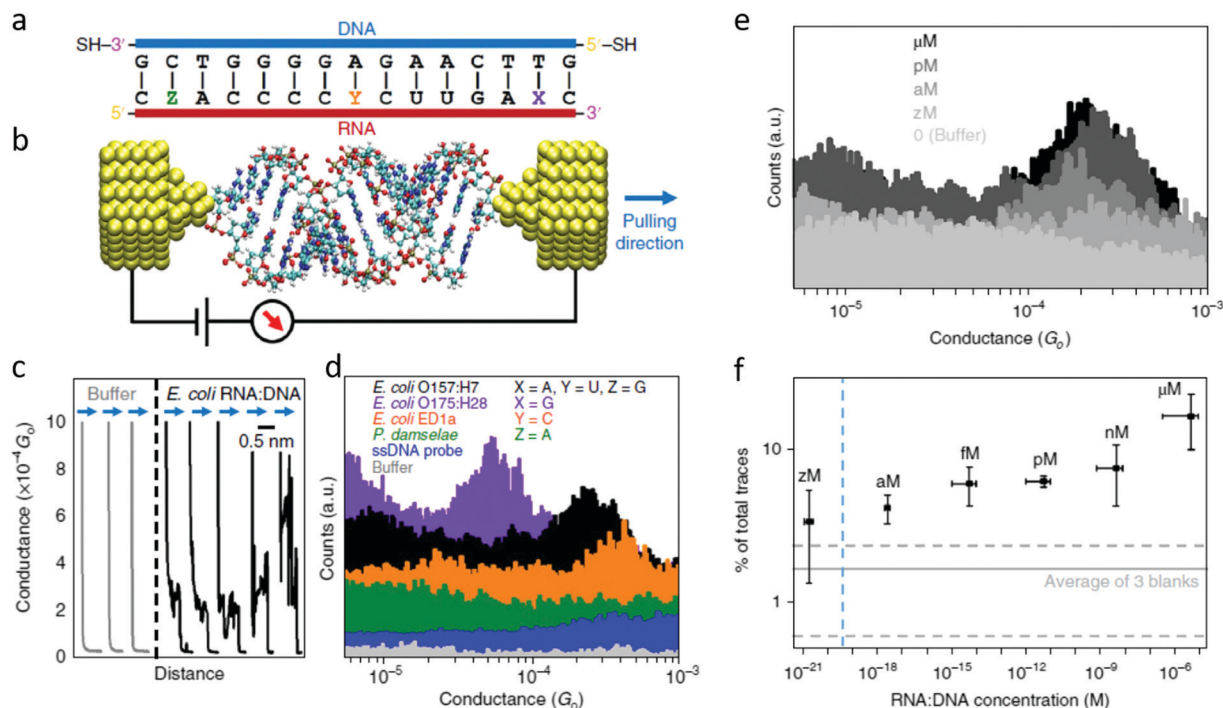 a
DNA
SH–3′ 5′–SH
G C T G G G G A G A A C T T G
C Z A C C C C Y C U U G A X C
5′ 3′
RNA
b
Pulling
direction
c
Buffer
E. coli RNA:DNA
0.5 nm
Conductance (×10⁻⁴ G₀)
10
8
6
4
2
0
Distance
d
E. coli O157:H7 X = A, Y = U, Z = G
E. coli O175:H28 X = G
E. coli ED1a Y = C
P. damselae Z = A
ssDNA probe
Buffer
Counts (a.u.)
10⁻⁵ 10⁻⁴ 10⁻³
Conductance (G₀)
e
μM
pM
aM
zM
0 (Buffer)
Counts (a.u.)
10⁻⁵ 10⁻⁴ 10⁻³
Conductance (G₀)
f
% of total traces
10
1
zM
aM
fM
pM
nM
μM
Average of 3 blanks
10⁻²¹ 10⁻¹⁸ 10⁻¹⁵ 10⁻¹² 10⁻⁹ 10⁻⁶
RNA:DNA concentration (M)